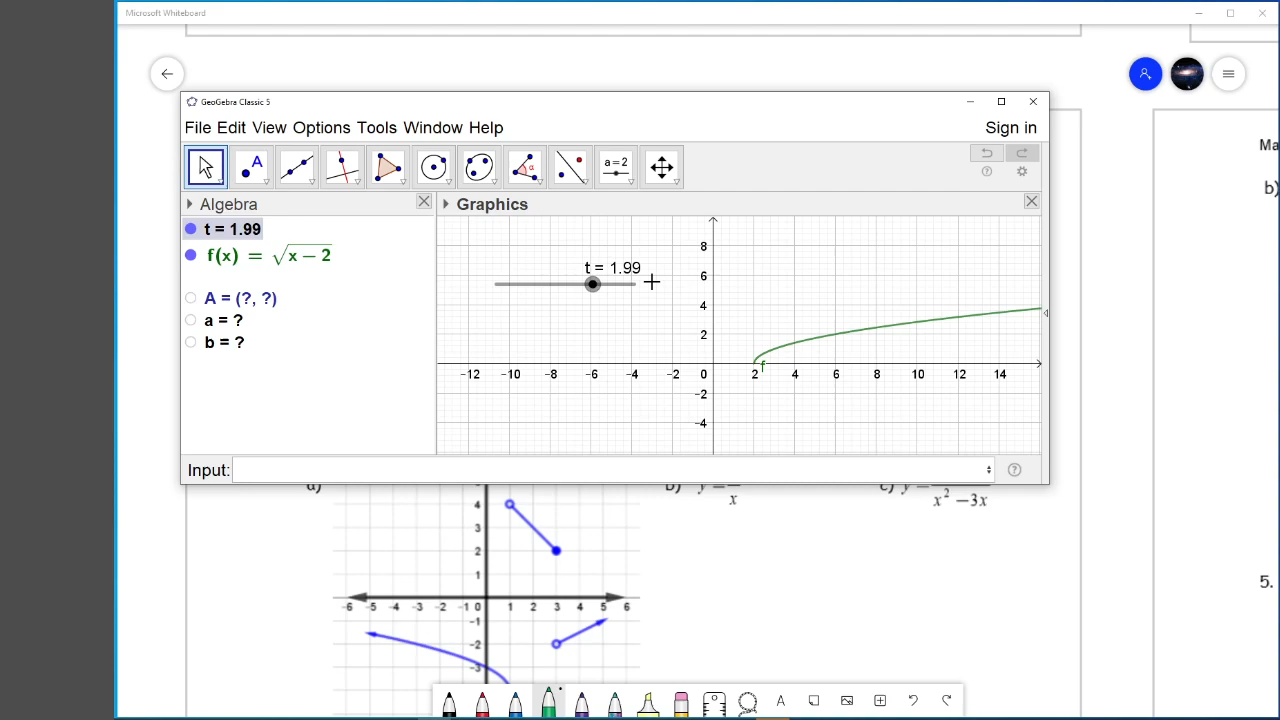 Microsoft Whiteboard
GeoGebra Classic 5
File Edit View Options Tools Window Help
Sign in
A
α
a=2
Algebra
Graphics
t = 1.99
f(x) = √x − 2
A = (?, ?)
a = ?
b = ?
t = 1.99
8
6
4
2
−2
−4
−12 −10 −8 −6 −4 −2 0 2 4 6 8 10 12 14
f
Input:
Ma
b)
a)
b) y =
x
c) y =
x² −3x
4
3
2
1
-6 -5 -4 -3 -2 -1 0 1 2 3 4 5 6
-1
-2
-3
5.
A